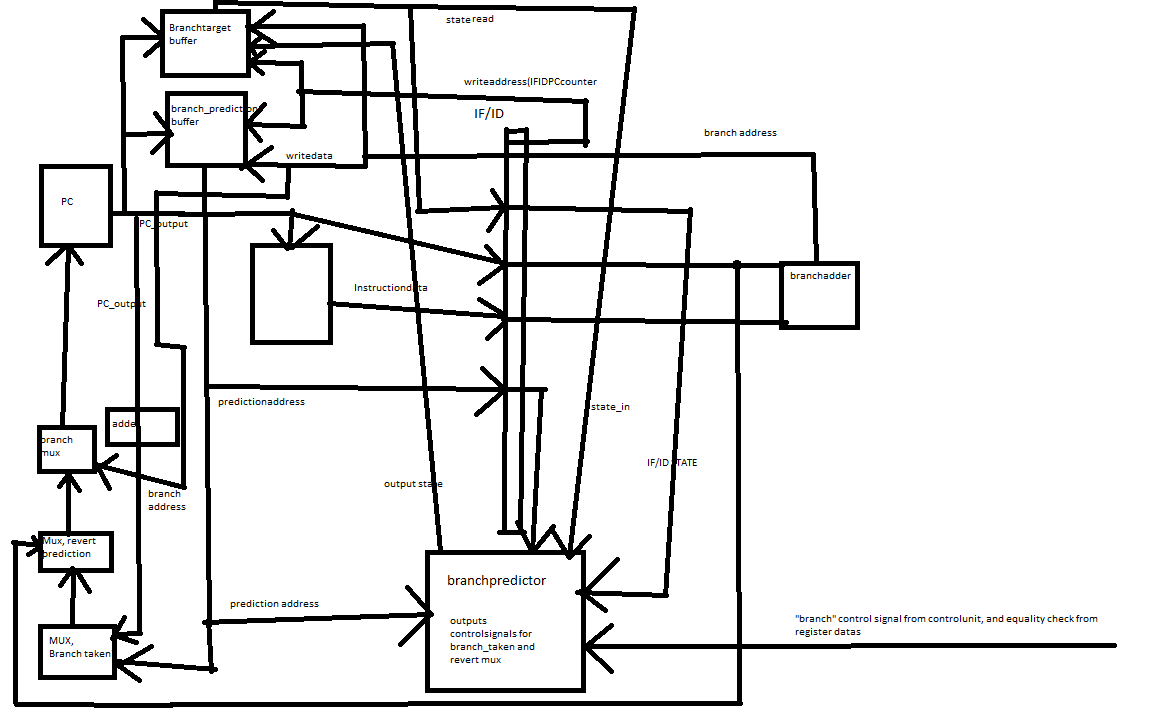 state read
Branchtarget
buffer
writeaddress(IFIDPCcounter
branch_prediction
buffer
IF/ID
branch address
writedata
PC
PC_output
branchadder
Instructiondata
PC_output
predictionaddress
state_in
adder
branch
mux
IF/ID STATE
output state
branch
address
Mux, revert
prediction
branchpredictor
prediction address
outputs
controlsignals for
branch_taken and
revert mux
"branch" control signal from controlunit, and equality check from
register datas
MUX,
Branch taken